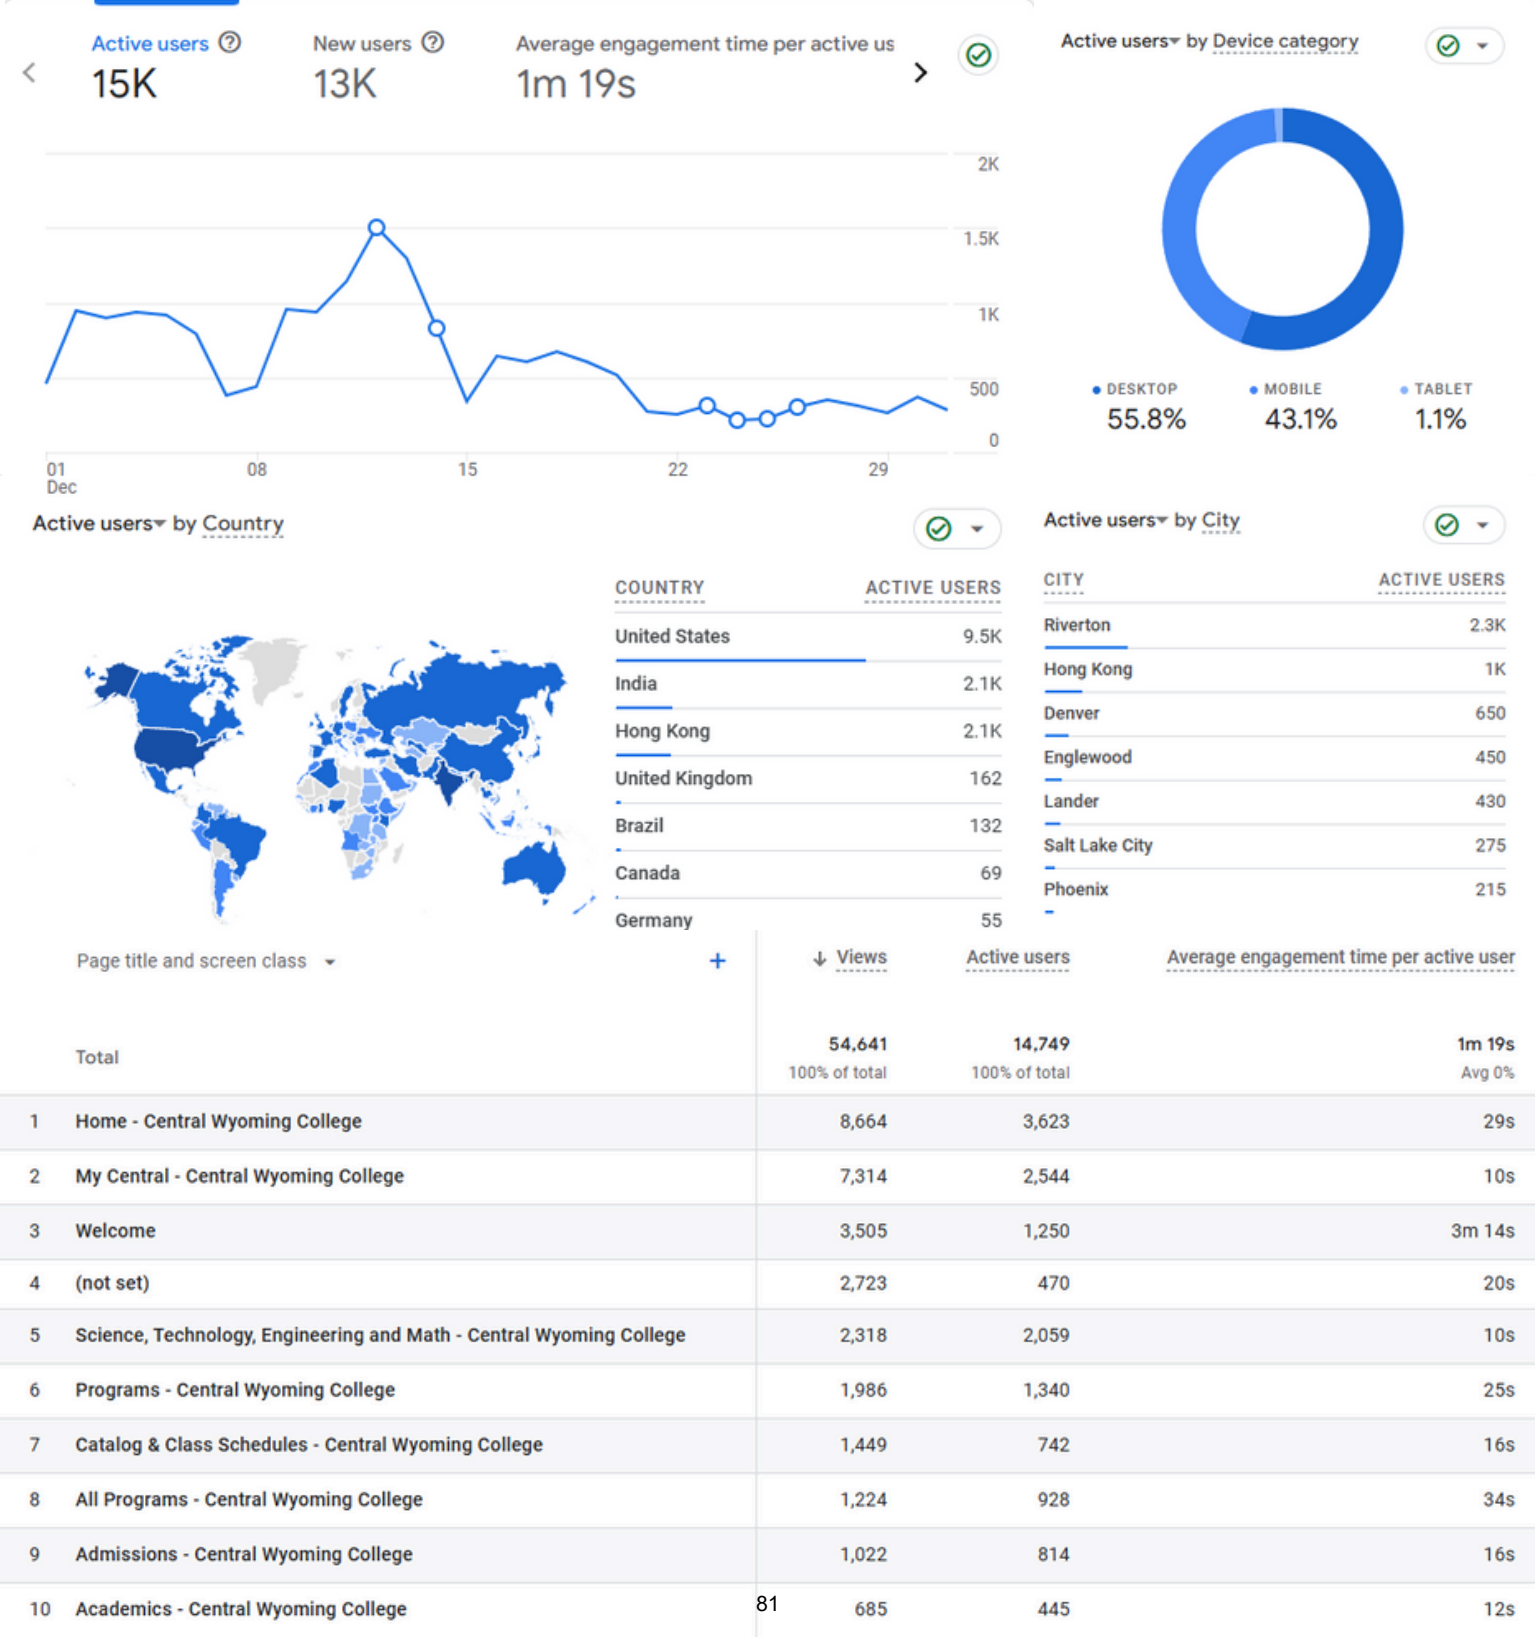 Active users
New users
Average engagement time per active us
15K
13K
1m 19s
2K
1.5K
1K
500
0
01
Dec
08
15
22
29
Active users by Device category
DESKTOP
MOBILE
TABLET
55.8%
43.1%
1.1%
Active users by Country
COUNTRY ACTIVE USERS
United States 9.5K
India 2.1K
Hong Kong 2.1K
United Kingdom 162
Brazil 132
Canada 69
Germany 55
Active users by City
CITY ACTIVE USERS
Riverton 2.3K
Hong Kong 1K
Denver 650
Englewood 450
Lander 430
Salt Lake City 275
Phoenix 215
Page title and screen class + Views Active users Average engagement time per active user
Total 54,641 14,749 1m 19s
100% of total 100% of total Avg 0%
1 Home - Central Wyoming College 8,664 3,623 29s
2 My Central - Central Wyoming College 7,314 2,544 10s
3 Welcome 3,505 1,250 3m 14s
4 (not set) 2,723 470 20s
5 Science, Technology, Engineering and Math - Central Wyoming College 2,318 2,059 10s
6 Programs - Central Wyoming College 1,986 1,340 25s
7 Catalog & Class Schedules - Central Wyoming College 1,449 742 16s
8 All Programs - Central Wyoming College 1,224 928 34s
9 Admissions - Central Wyoming College 1,022 814 16s
10 Academics - Central Wyoming College 685 445 12s
81